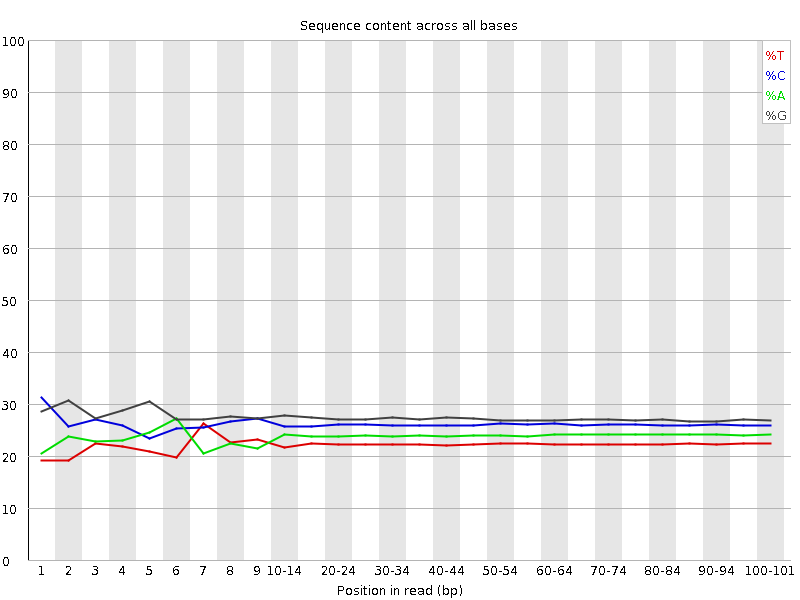 Sequence content across all bases
100
90
80
70
60
50
40
30
20
10
0
%T
%C
%A
%G
1 2 3 4 5 6 7 8 9 10-14 20-24 30-34 40-44 50-54 60-64 70-74 80-84 90-94 100-101
Position in read (bp)